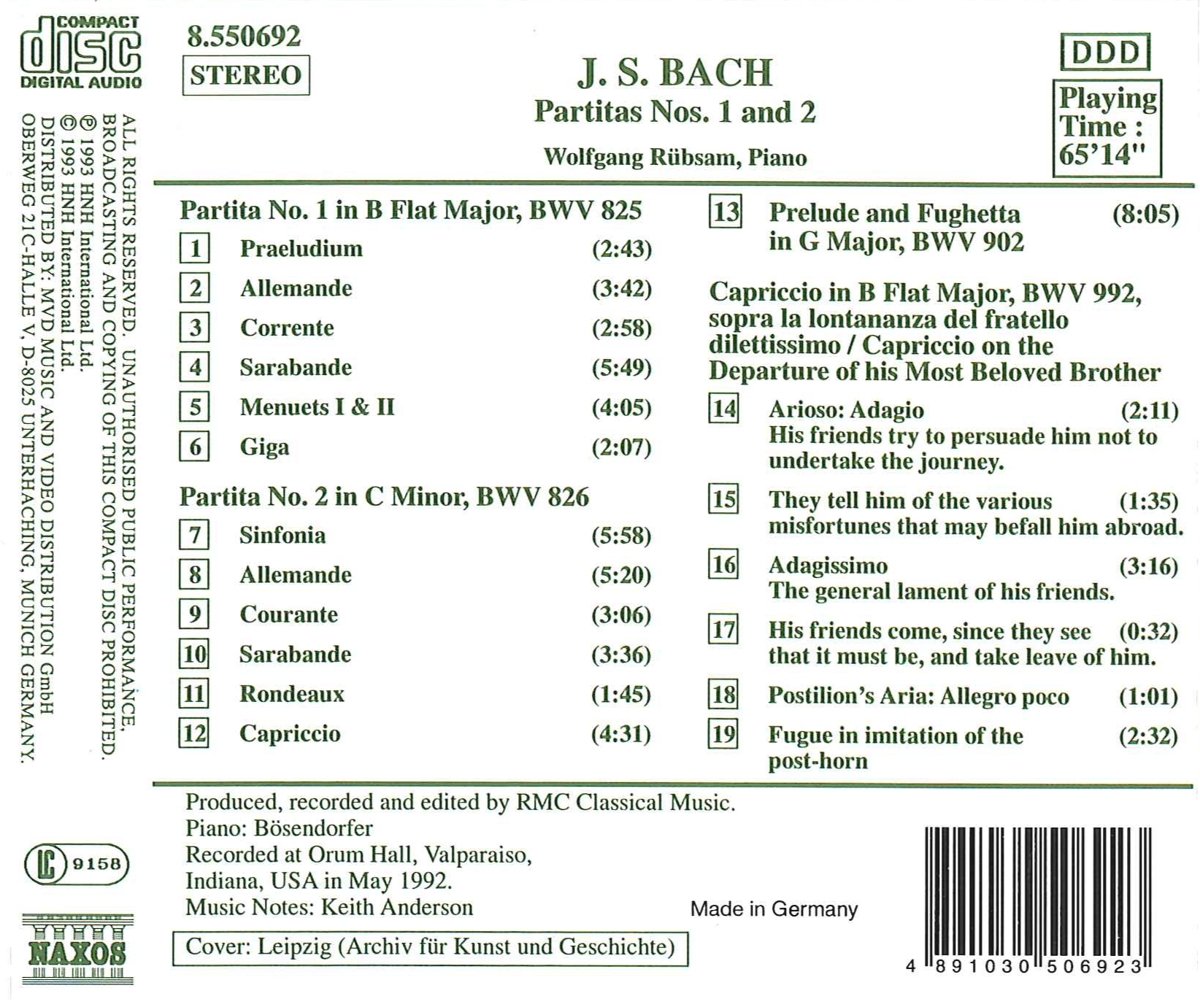 COMPACT
disc
DIGITAL AUDIO
8.550692
STEREO
J. S. BACH
Partitas Nos. 1 and 2
Wolfgang Rübsam, Piano
DDD
Playing
Time :
65'14"
Partita No. 1 in B Flat Major, BWV 825
1 Praeludium (2:43)
2 Allemande (3:42)
3 Corrente (2:58)
4 Sarabande (5:49)
5 Menuets I & II (4:05)
6 Giga (2:07)
Partita No. 2 in C Minor, BWV 826
7 Sinfonia (5:58)
8 Allemande (5:20)
9 Courante (3:06)
10 Sarabande (3:36)
11 Rondeaux (1:45)
12 Capriccio (4:31)
13 Prelude and Fughetta (8:05)
in G Major, BWV 902
Capriccio in B Flat Major, BWV 992,
sopra la lontananza del fratello
dilettissimo / Capriccio on the
Departure of his Most Beloved Brother
14 Arioso: Adagio (2:11)
His friends try to persuade him not to
undertake the journey.
15 They tell him of the various (1:35)
misfortunes that may befall him abroad.
16 Adagissimo (3:16)
The general lament of his friends.
17 His friends come, since they see (0:32)
that it must be, and take leave of him.
18 Postilion's Aria: Allegro poco (1:01)
19 Fugue in imitation of the (2:32)
post-horn
Produced, recorded and edited by RMC Classical Music.
Piano: Bösendorfer
Recorded at Orum Hall, Valparaiso,
Indiana, USA in May 1992.
Music Notes: Keith Anderson
Cover: Leipzig (Archiv für Kunst und Geschichte)
Made in Germany
4 891030 506923
ALL RIGHTS RESERVED. UNAUTHORISED PUBLIC PERFORMANCE,
BROADCASTING AND COPYING OF THIS COMPACT DISC PROHIBITED.
℗ 1993 HNH International Ltd.
© 1993 HNH International Ltd.
DISTRIBUTED BY: MVD MUSIC AND VIDEO DISTRIBUTION GmbH
OBERWEG 21C-HALLE V, D-8025 UNTERHACHING, MUNICH GERMANY.
LC 9158
NAXOS